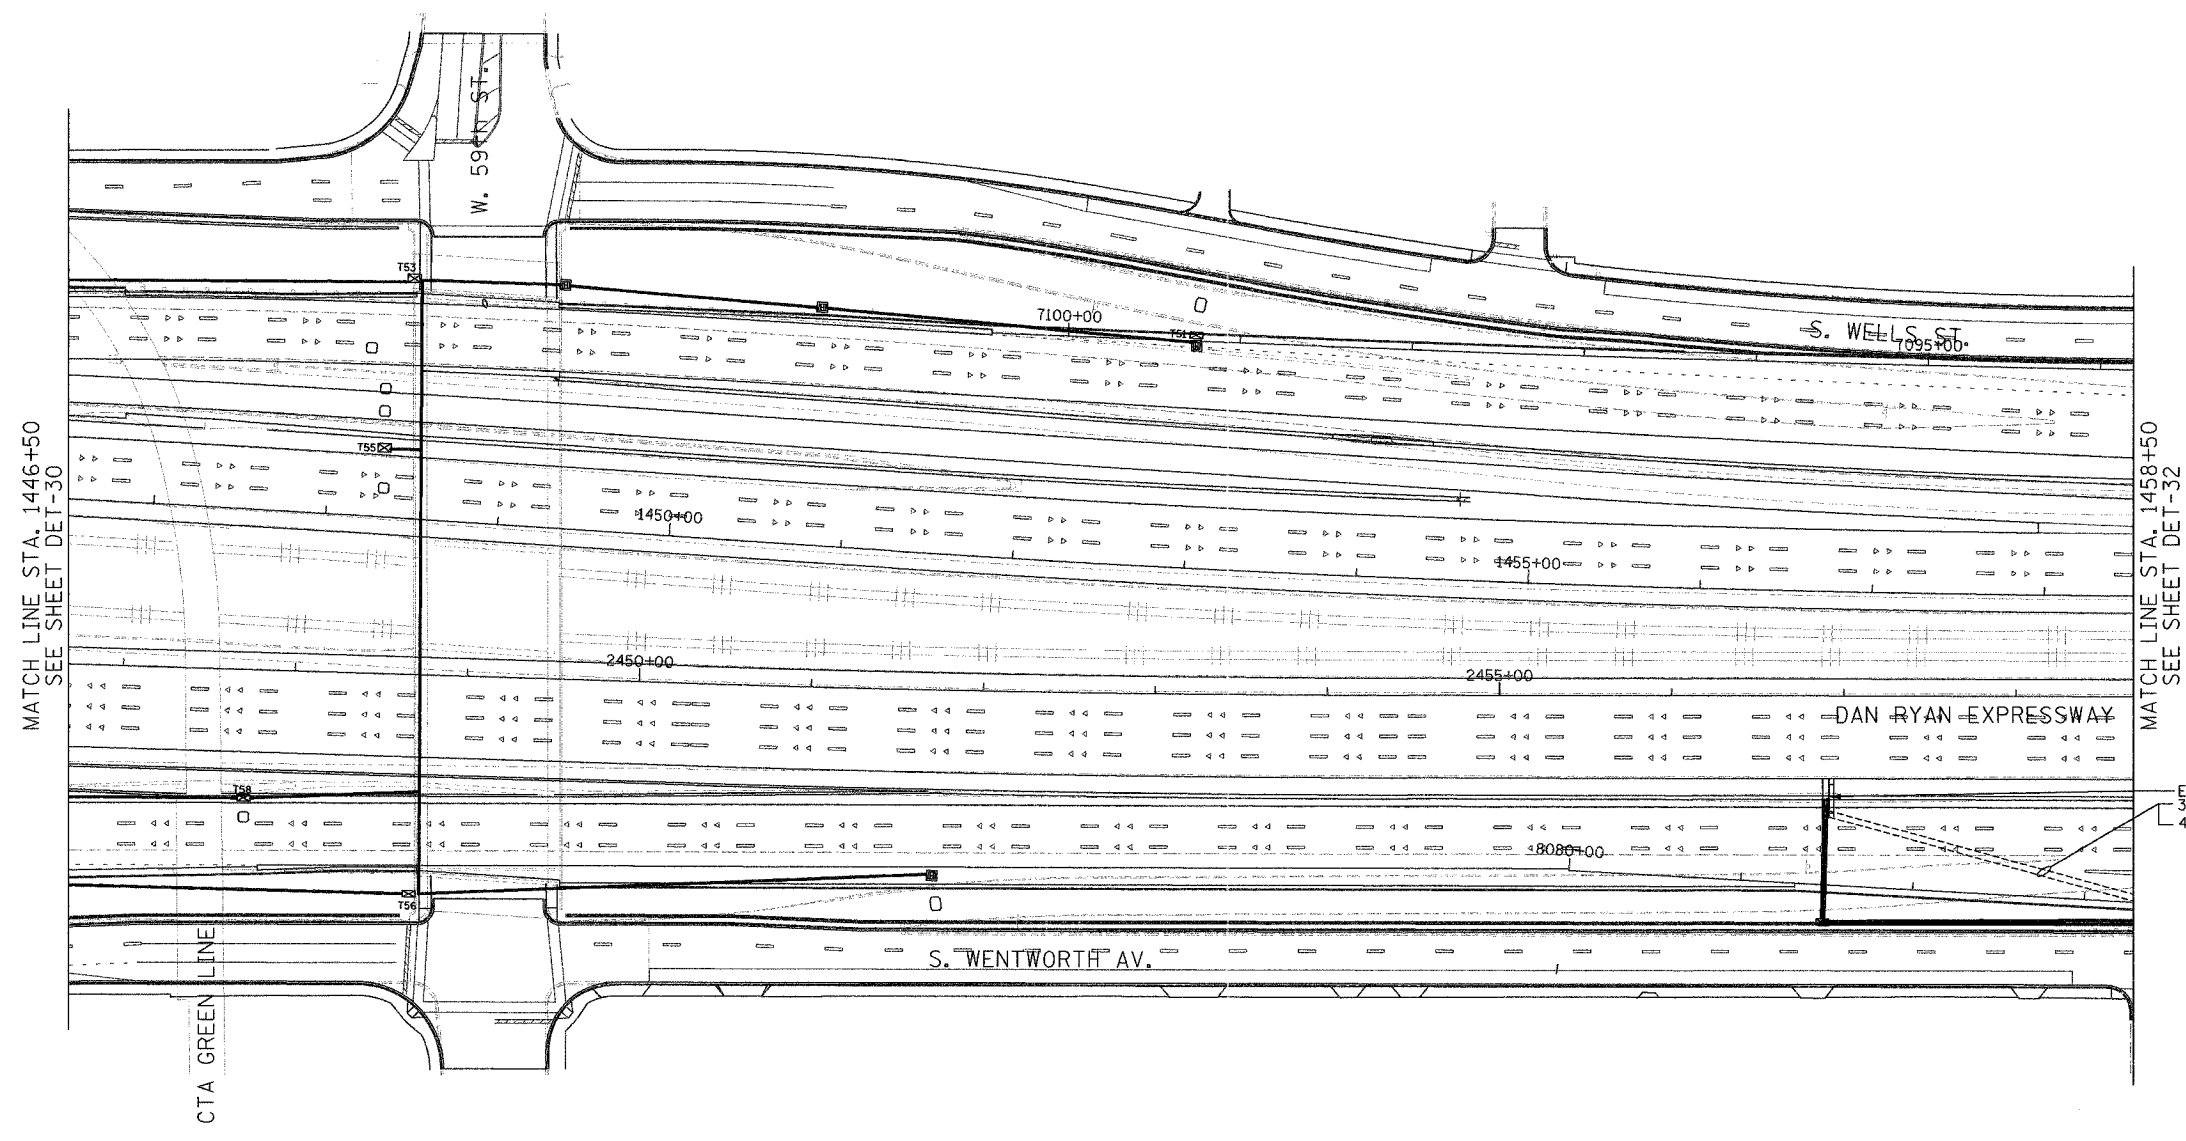 W. 59TH ST.
T53
7100+00
T51
S. WELLS ST.
7095+00
MATCH LINE STA. 1446+50
SEE SHEET DET-30
T55
1450+00
1455+00
MATCH LINE STA. 1458+50
SEE SHEET DET-32
2450+00
2455+00
DAN RYAN EXPRESSWAY
T58
E
3
4
8080+00
T56
S. WENTWORTH AV.
CTA GREEN LINE